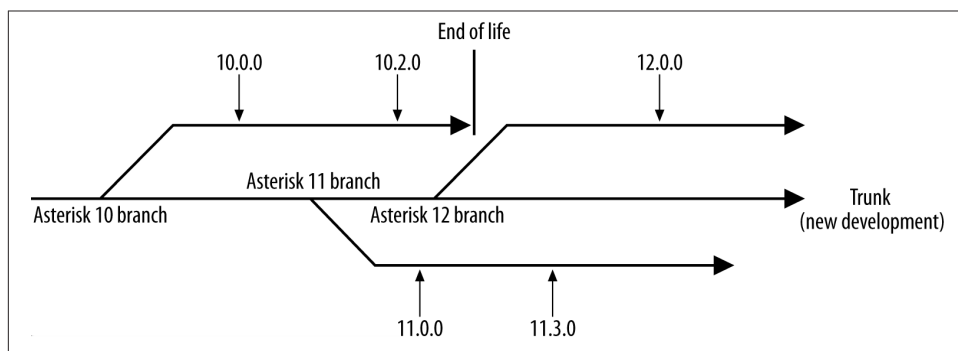 End of life
10.0.0
10.2.0
12.0.0
Asterisk 11 branch
Asterisk 10 branch
Asterisk 12 branch
Trunk
(new development)
11.0.0
11.3.0